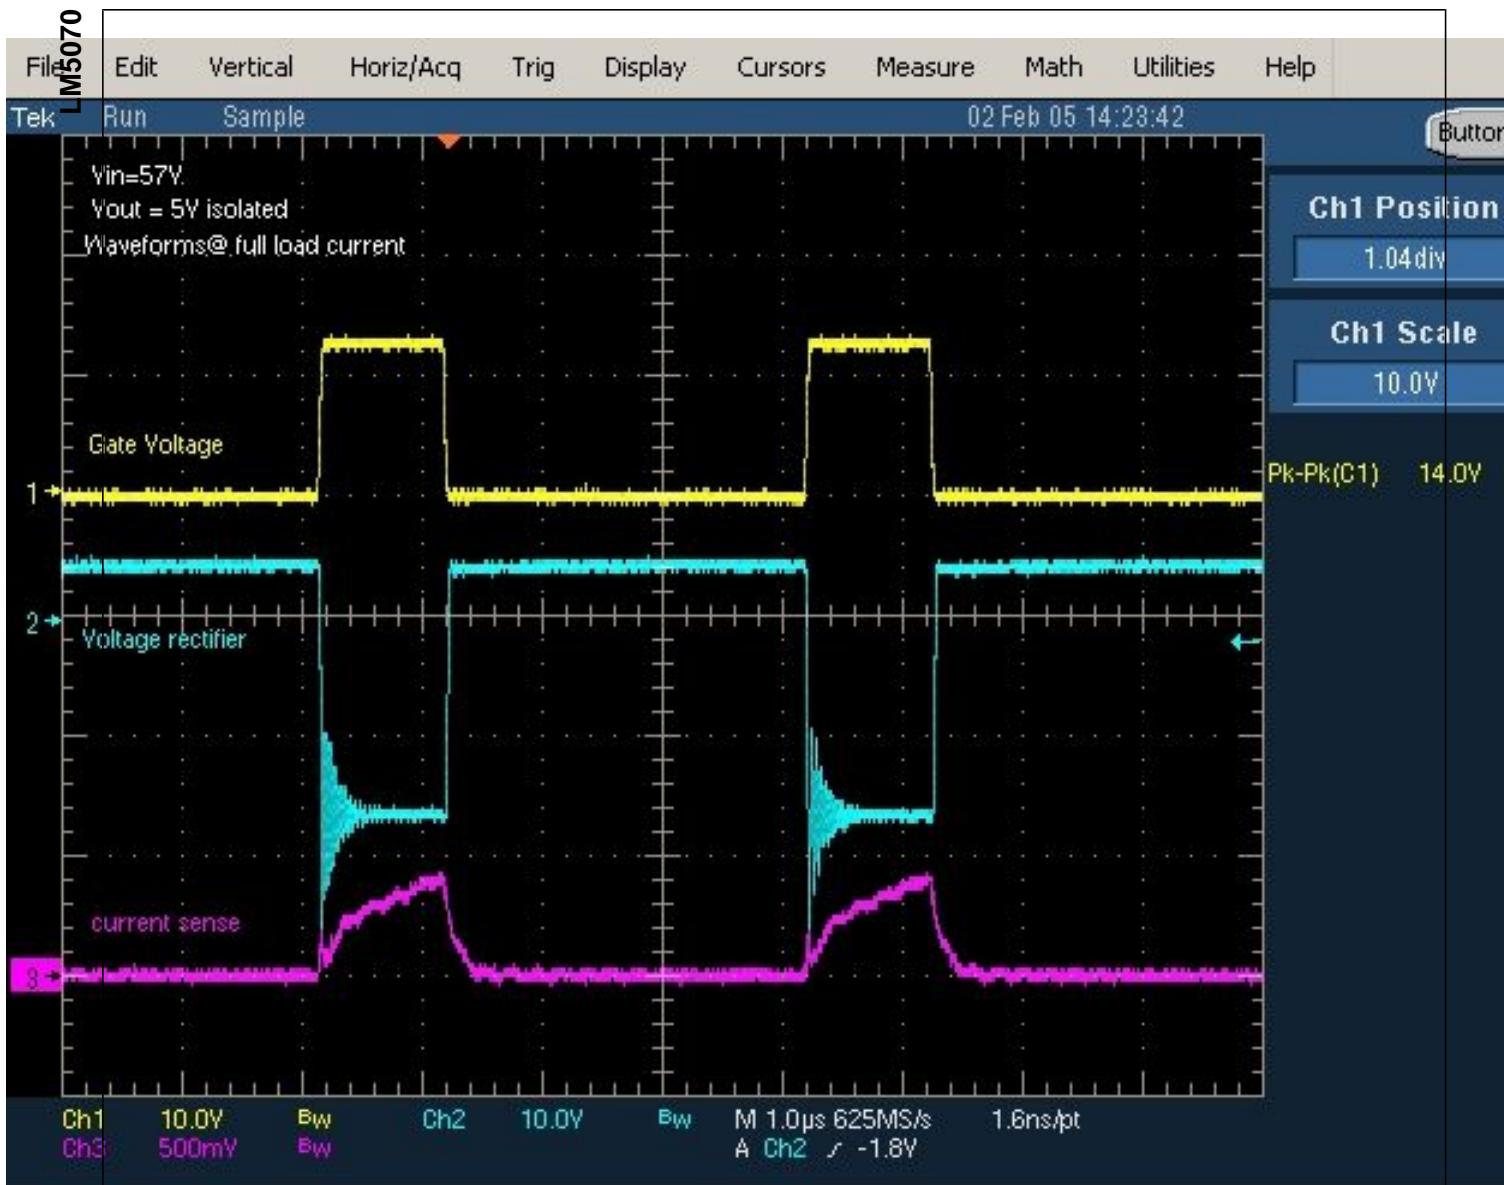 LM5070
File Edit Vertical Horiz/Acq Trig Display Cursors Measure Math Utilities Help
Tek Run Sample 02 Feb 05 14:23:42
Button
Vin=57V
Vout = 5V isolated
Waveforms@ full load current
Ch1 Position
1.04div
Ch1 Scale
10.0V
Gate Voltage
Pk-Pk(C1) 14.0V
1
2
Voltage rectifier
current sense
3
Ch1 10.0V Bw Ch2 10.0V Bw M 1.0µs 625MS/s 1.6ns/pt
Ch3 500mV Bw A Ch2 -1.8V